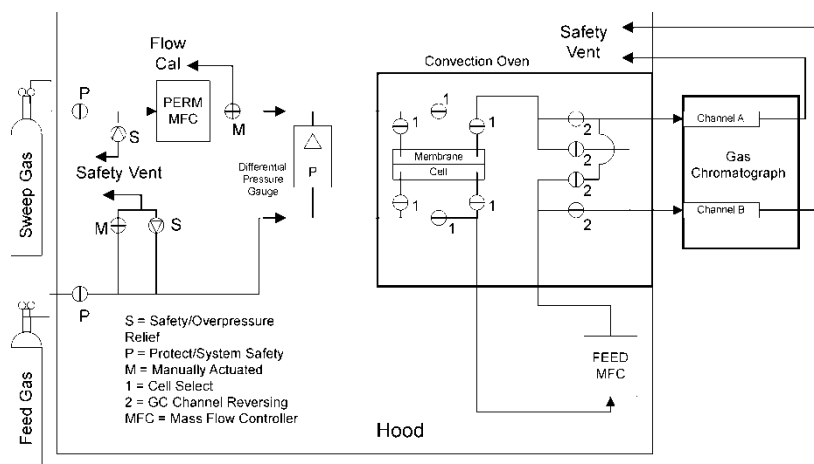 Flow
Cal
Safety
Vent
Convection Oven
P
PERM
MFC
M
S
1
1
1
2
Channel A
Sweep Gas
Safety Vent
Differential
Pressure
Gauge
P
Membrane
Cell
2
2
Gas
Chromatograph
M
S
1
1
1
2
Channel B
P
S = Safety/Overpressure
Relief
P = Protect/System Safety
M = Manually Actuated
1 = Cell Select
2 = GC Channel Reversing
MFC = Mass Flow Controller
FEED
MFC
Feed Gas
Hood